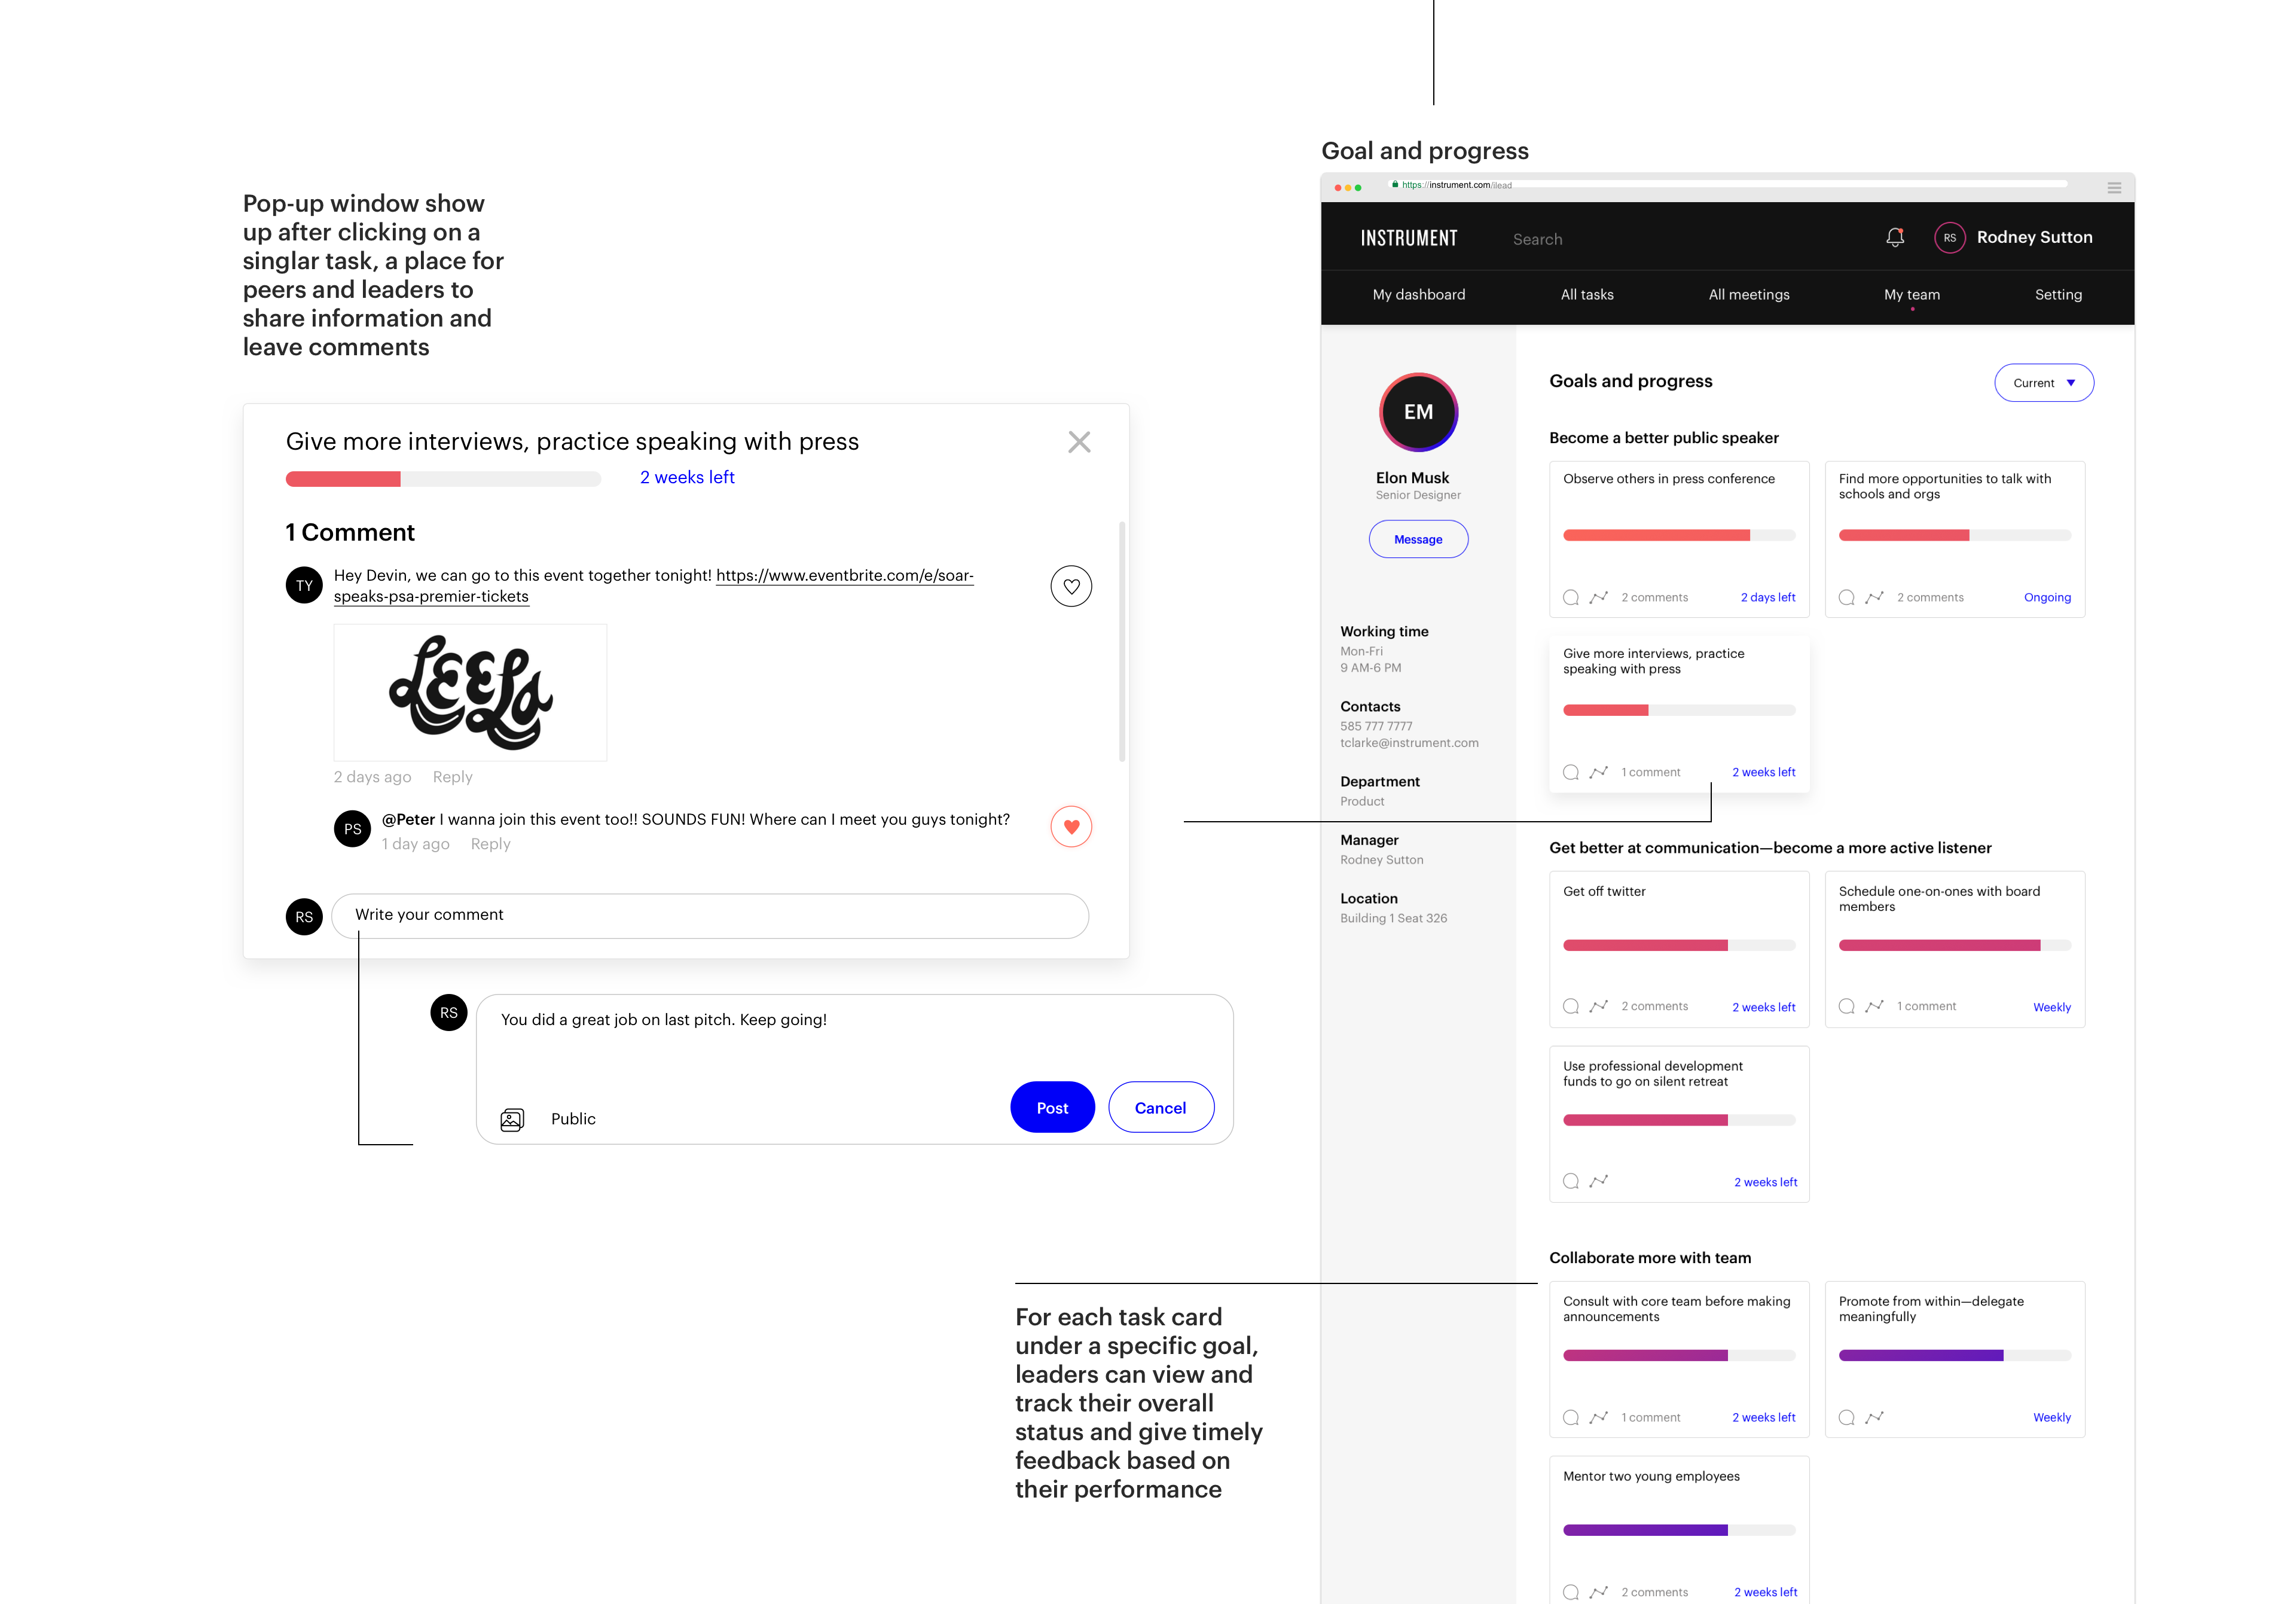 Pop-up window show
up after clicking on a
singlar task, a place for
peers and leaders to
share information and
leave comments
Give more interviews, practice speaking with press
2 weeks left
1 Comment
TY
Hey Devin, we can go to this event together tonight! https://www.eventbrite.com/e/soar-
speaks-psa-premier-tickets
LEELA
2 days ago Reply
PS
@Peter I wanna join this event too!! SOUNDS FUN! Where can I meet you guys tonight?
1 day ago Reply
RS
Write your comment
RS
You did a great job on last pitch. Keep going!
Public
Post
Cancel
For each task card
under a specific goal,
leaders can view and
track their overall
status and give timely
feedback based on
their performance
Goal and progress
https://instrument.com/ilead
INSTRUMENT
Search
RS
Rodney Sutton
My dashboard
All tasks
All meetings
My team
Setting
EM
Elon Musk
Senior Designer
Message
Working time
Mon-Fri
9 AM-6 PM
Contacts
585 777 7777
tclarke@instrument.com
Department
Product
Manager
Rodney Sutton
Location
Building 1 Seat 326
Goals and progress
Current
Become a better public speaker
Observe others in press conference
2 comments
2 days left
Find more opportunities to talk with
schools and orgs
2 comments
Ongoing
Give more interviews, practice
speaking with press
1 comment
2 weeks left
Get better at communication—become a more active listener
Get off twitter
2 comments
2 weeks left
Schedule one-on-ones with board
members
1 comment
Weekly
Use professional development
funds to go on silent retreat
2 weeks left
Collaborate more with team
Consult with core team before making
announcements
1 comment
2 weeks left
Promote from within—delegate
meaningfully
Weekly
Mentor two young employees
2 comments
2 weeks left